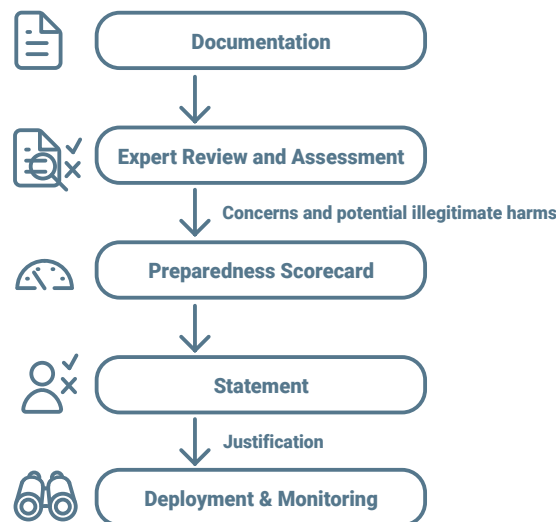 Documentation
Expert Review and Assessment
Concerns and potential illegitimate harms
Preparedness Scorecard
Statement
Justification
Deployment & Monitoring